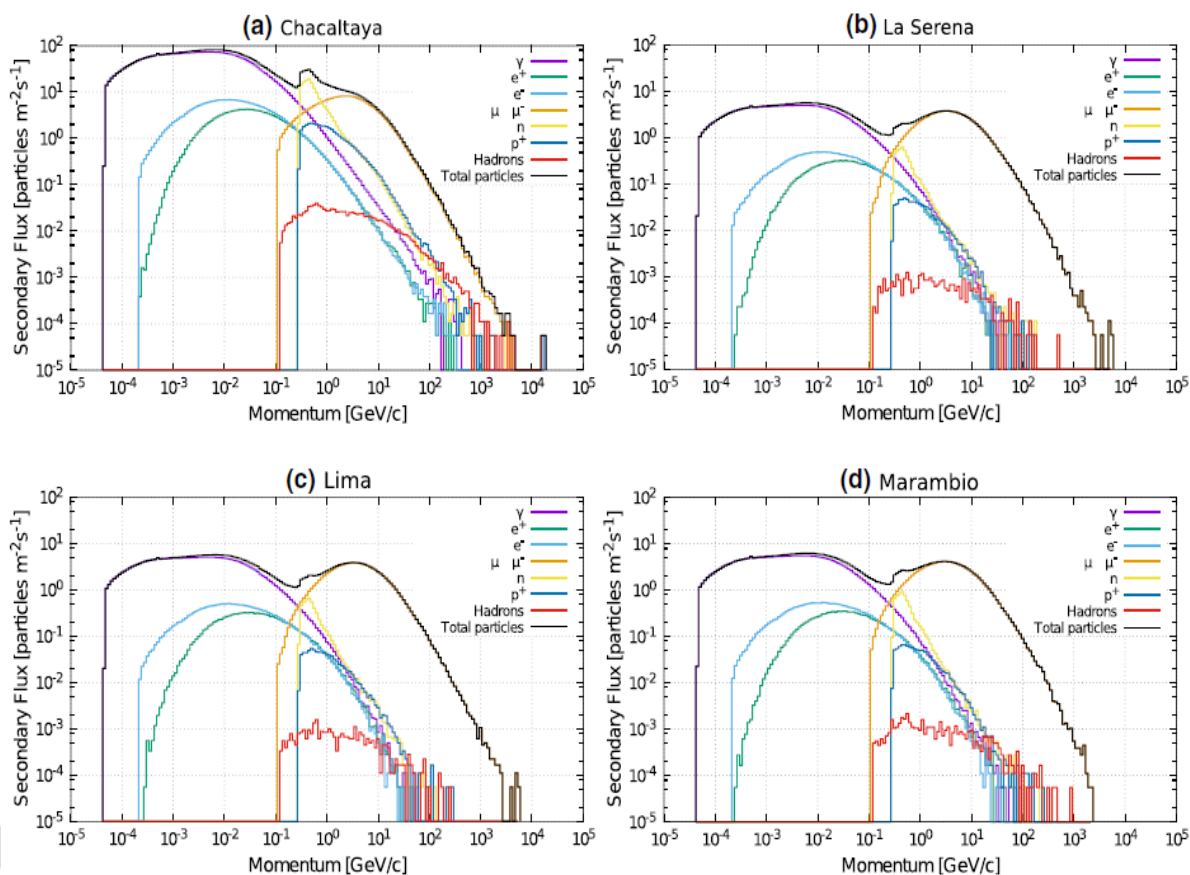 (a) Chacaltaya
Secondary Flux [particles m⁻²s⁻¹]
10² 10¹ 10⁰ 10⁻¹ 10⁻² 10⁻³ 10⁻⁴ 10⁻⁵
γ
e⁺
e⁻
μ μ⁻
n
p⁺
Hadrons
Total particles
10⁻⁵ 10⁻⁴ 10⁻³ 10⁻² 10⁻¹ 10⁰ 10¹ 10² 10³ 10⁴ 10⁵
Momentum [GeV/c]
(b) La Serena
Secondary Flux [particles m⁻²s⁻¹]
10² 10¹ 10⁰ 10⁻¹ 10⁻² 10⁻³ 10⁻⁴ 10⁻⁵
γ
e⁺
e⁻
μ μ⁻
n
p⁺
Hadrons
Total particles
10⁻⁵ 10⁻⁴ 10⁻³ 10⁻² 10⁻¹ 10⁰ 10¹ 10² 10³ 10⁴ 10⁵
Momentum [GeV/c]
(c) Lima
Secondary Flux [particles m⁻²s⁻¹]
10² 10¹ 10⁰ 10⁻¹ 10⁻² 10⁻³ 10⁻⁴ 10⁻⁵
γ
e⁺
e⁻
μ μ⁻
n
p⁺
Hadrons
Total particles
10⁻⁵ 10⁻⁴ 10⁻³ 10⁻² 10⁻¹ 10⁰ 10¹ 10² 10³ 10⁴ 10⁵
Momentum [GeV/c]
(d) Marambio
Secondary Flux [particles m⁻²s⁻¹]
10² 10¹ 10⁰ 10⁻¹ 10⁻² 10⁻³ 10⁻⁴ 10⁻⁵
γ
e⁺
e⁻
μ μ⁻
n
p⁺
Hadrons
Total particles
10⁻⁵ 10⁻⁴ 10⁻³ 10⁻² 10⁻¹ 10⁰ 10¹ 10² 10³ 10⁴ 10⁵
Momentum [GeV/c]